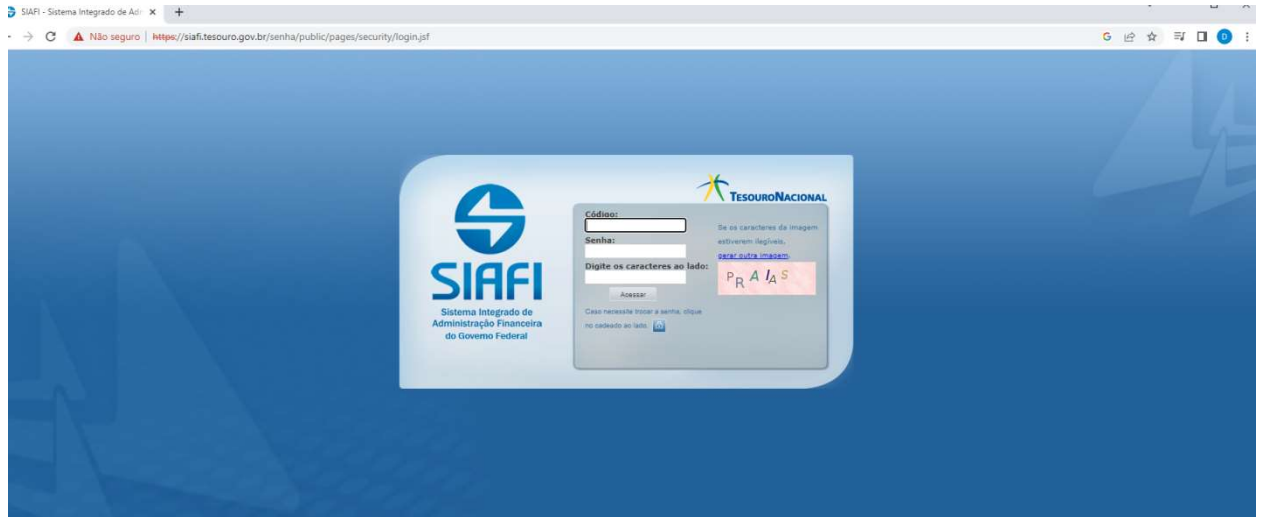 SIAFI - Sistema Integrado de Adi
Não seguro | https://siafi.tesouro.gov.br/senha/public/pages/security/login.jsf
G
D
TESOURONACIONAL
Código:
Senha:
Digite os caracteres ao lado:
Acessar
Caso necessite trocar a senha, clique
no cadeado ao lado
Se os caracteres da imagem
estiverem ilegíveis,
gerar outra imagem.
PRAIAS
SIAFI
Sistema Integrado de
Administração Financeira
do Governo Federal